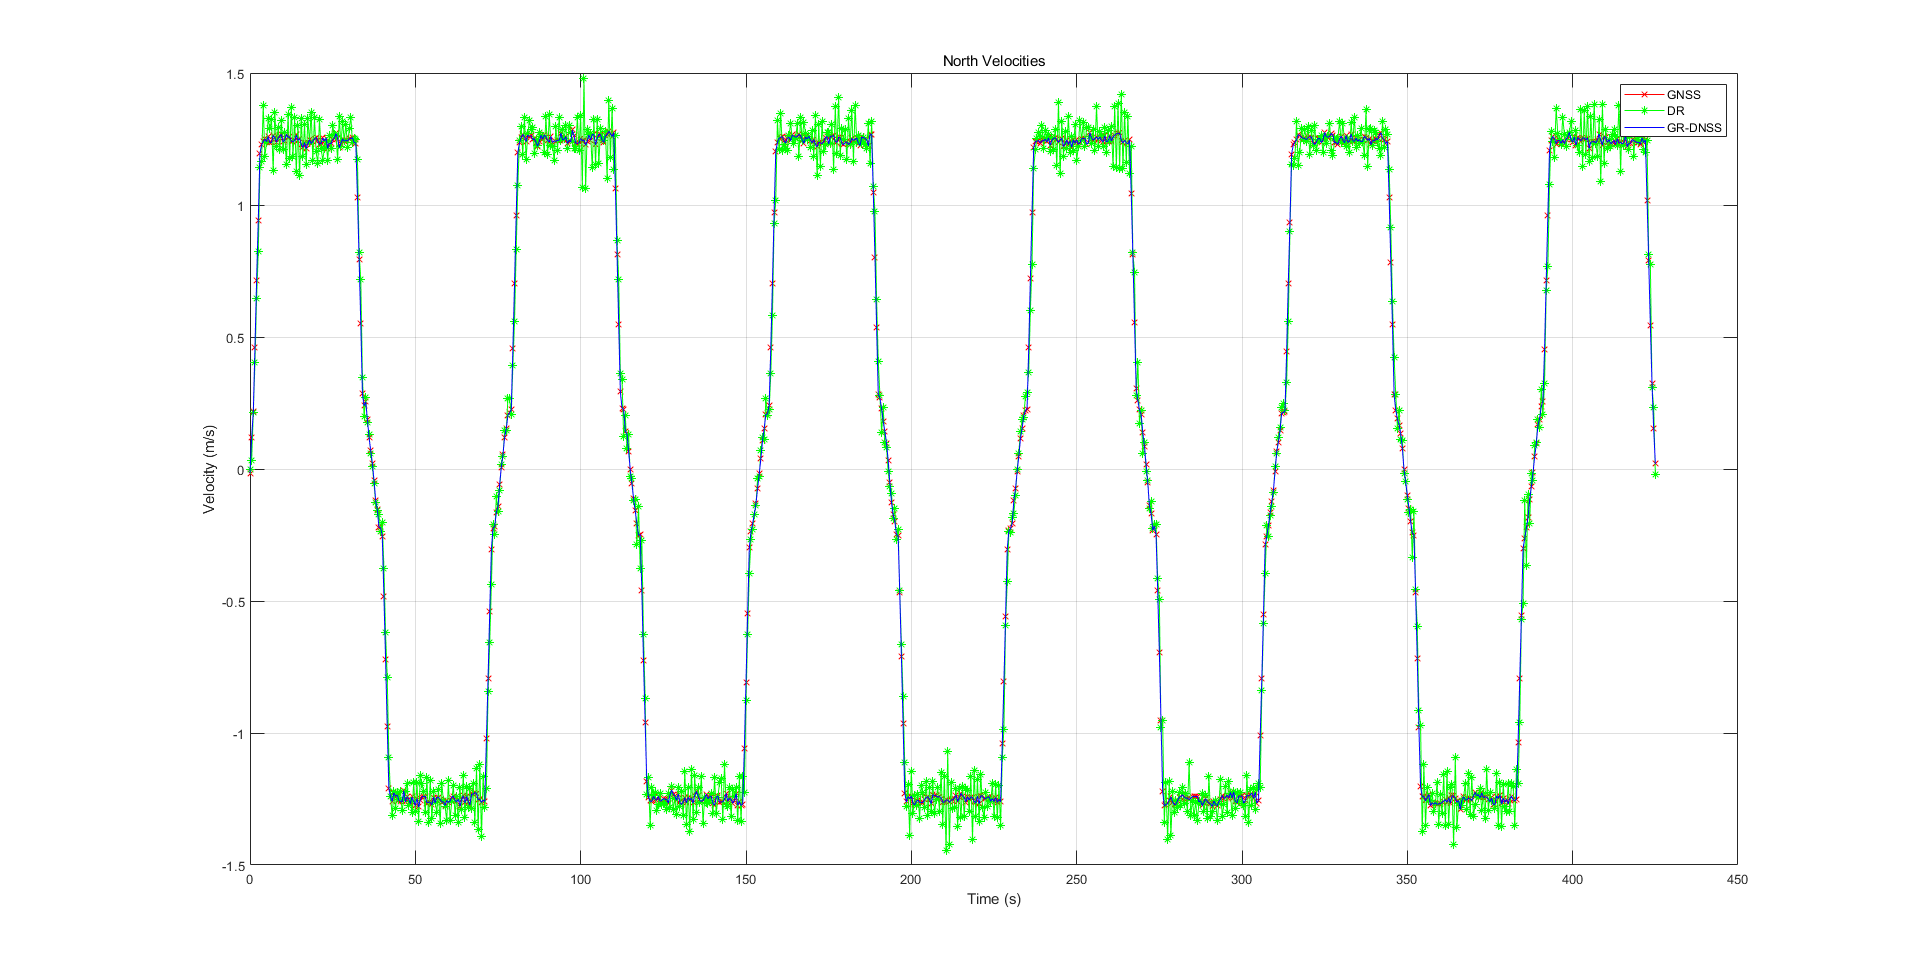 North Velocities
GNSS
DR
GR-DNSS
Velocity (m/s)
1.5
1
0.5
0
-0.5
-1
-1.5
0 50 100 150 200 250 300 350 400 450
Time (s)